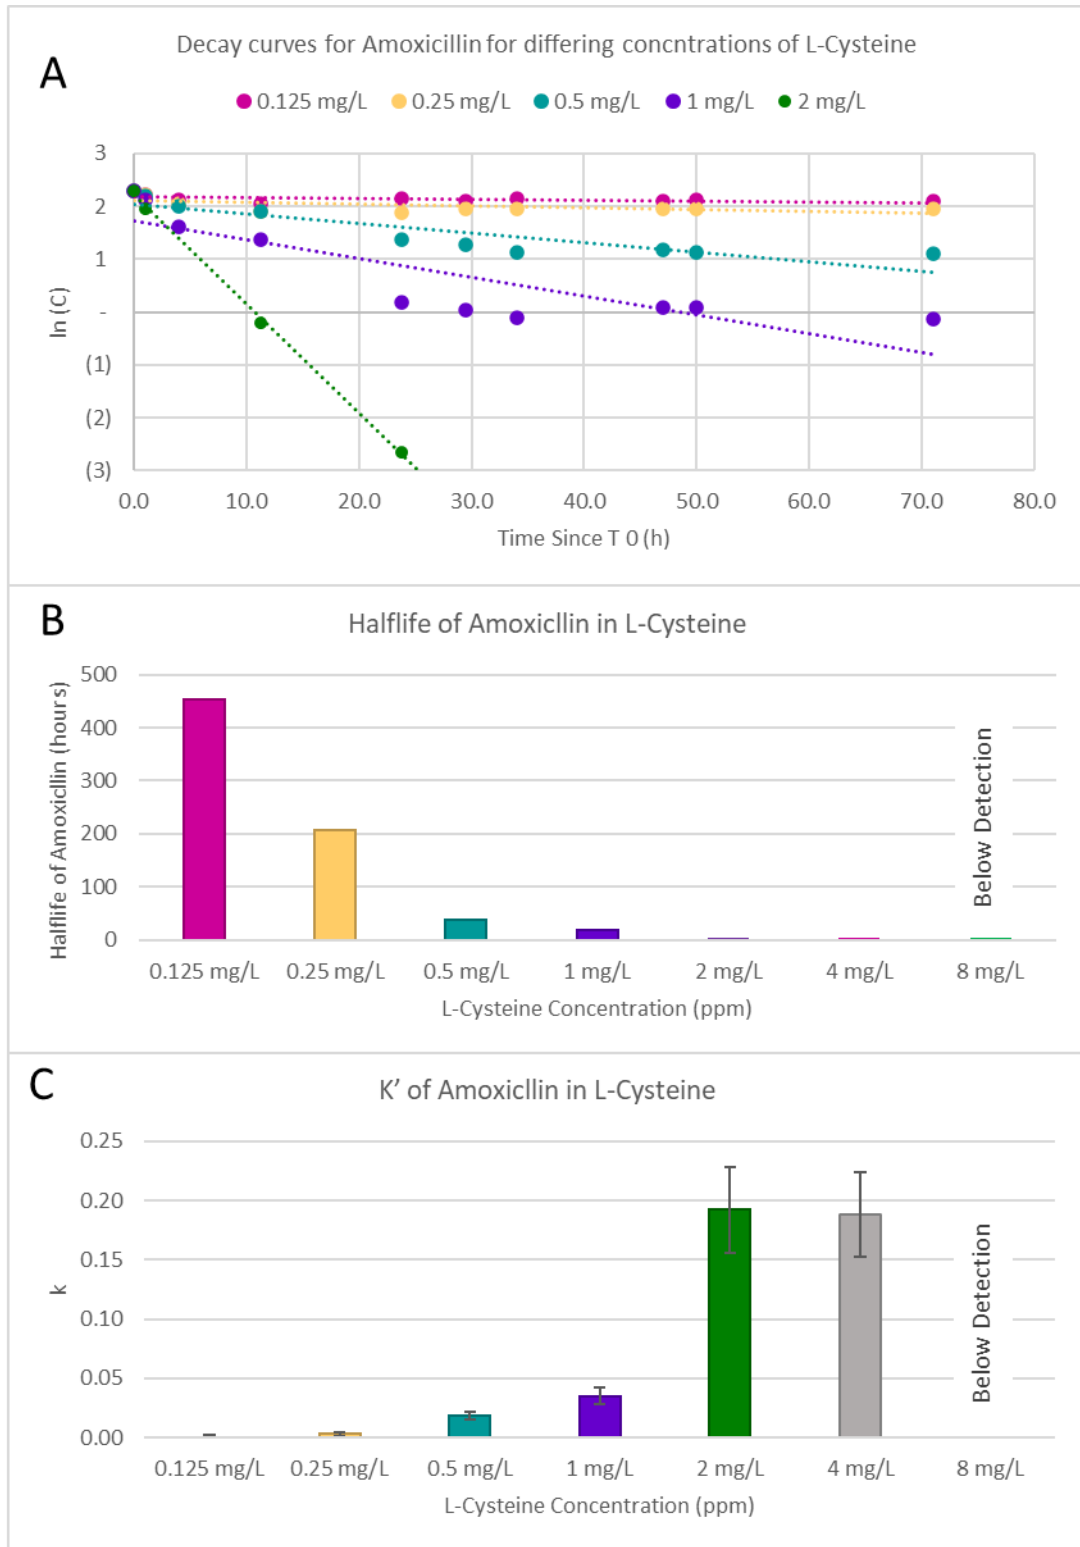 A
Decay curves for Amoxicillin for differing concntrations of L-Cysteine
0.125 mg/L 0.25 mg/L 0.5 mg/L 1 mg/L 2 mg/L
ln (C)
3
2
1
-
(1)
(2)
(3)
0.0 10.0 20.0 30.0 40.0 50.0 60.0 70.0 80.0
Time Since T 0 (h)
B
Halflife of Amoxicllin in L-Cysteine
Halflife of Amoxicllin (hours)
500
400
300
200
100
0
Below Detection
0.125 mg/L 0.25 mg/L 0.5 mg/L 1 mg/L 2 mg/L 4 mg/L 8 mg/L
L-Cysteine Concentration (ppm)
C
K’ of Amoxicllin in L-Cysteine
k
0.25
0.20
0.15
0.10
0.05
0.00
Below Detection
0.125 mg/L 0.25 mg/L 0.5 mg/L 1 mg/L 2 mg/L 4 mg/L 8 mg/L
L-Cysteine Concentration (ppm)